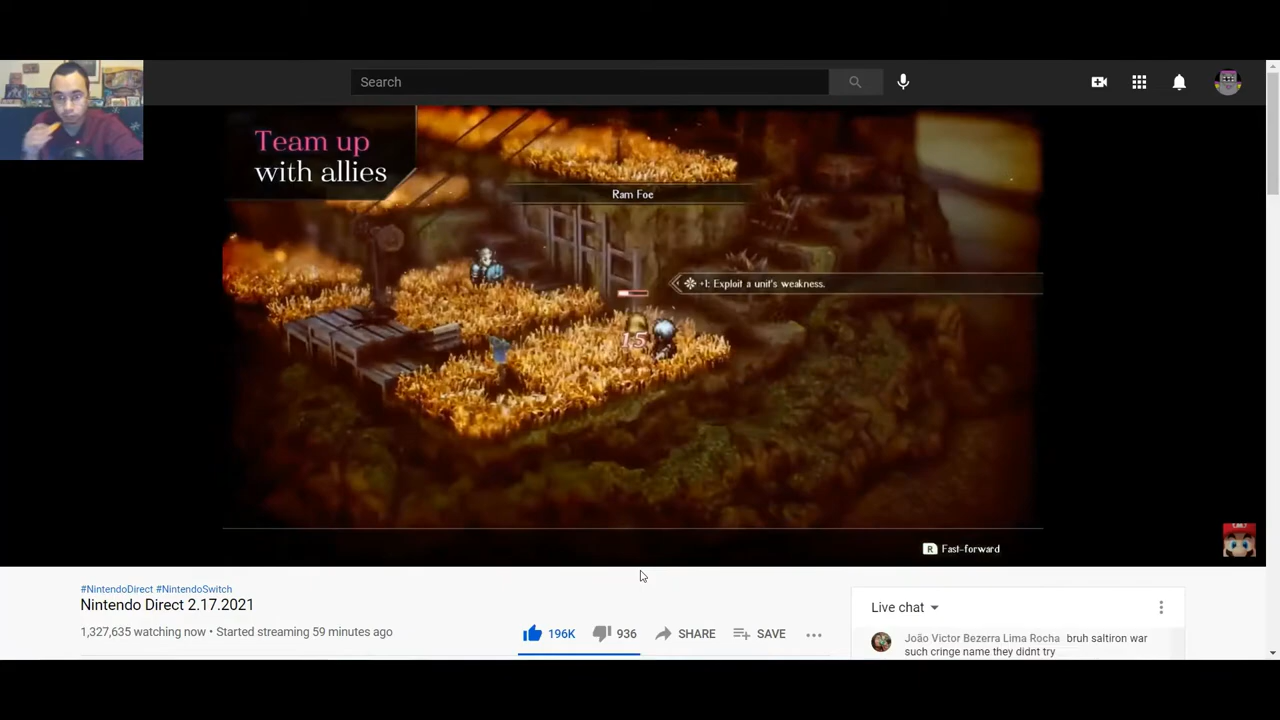 Search
Team up
with allies
Ram Foe
+1: Exploit a unit's weakness.
15
R Fast-forward
#NintendoDirect #NintendoSwitch
Nintendo Direct 2.17.2021
1,327,635 watching now • Started streaming 59 minutes ago
196K 936 SHARE SAVE
Live chat
João Victor Bezerra Lima Rocha bruh saltiron war
such cringe name they didnt try